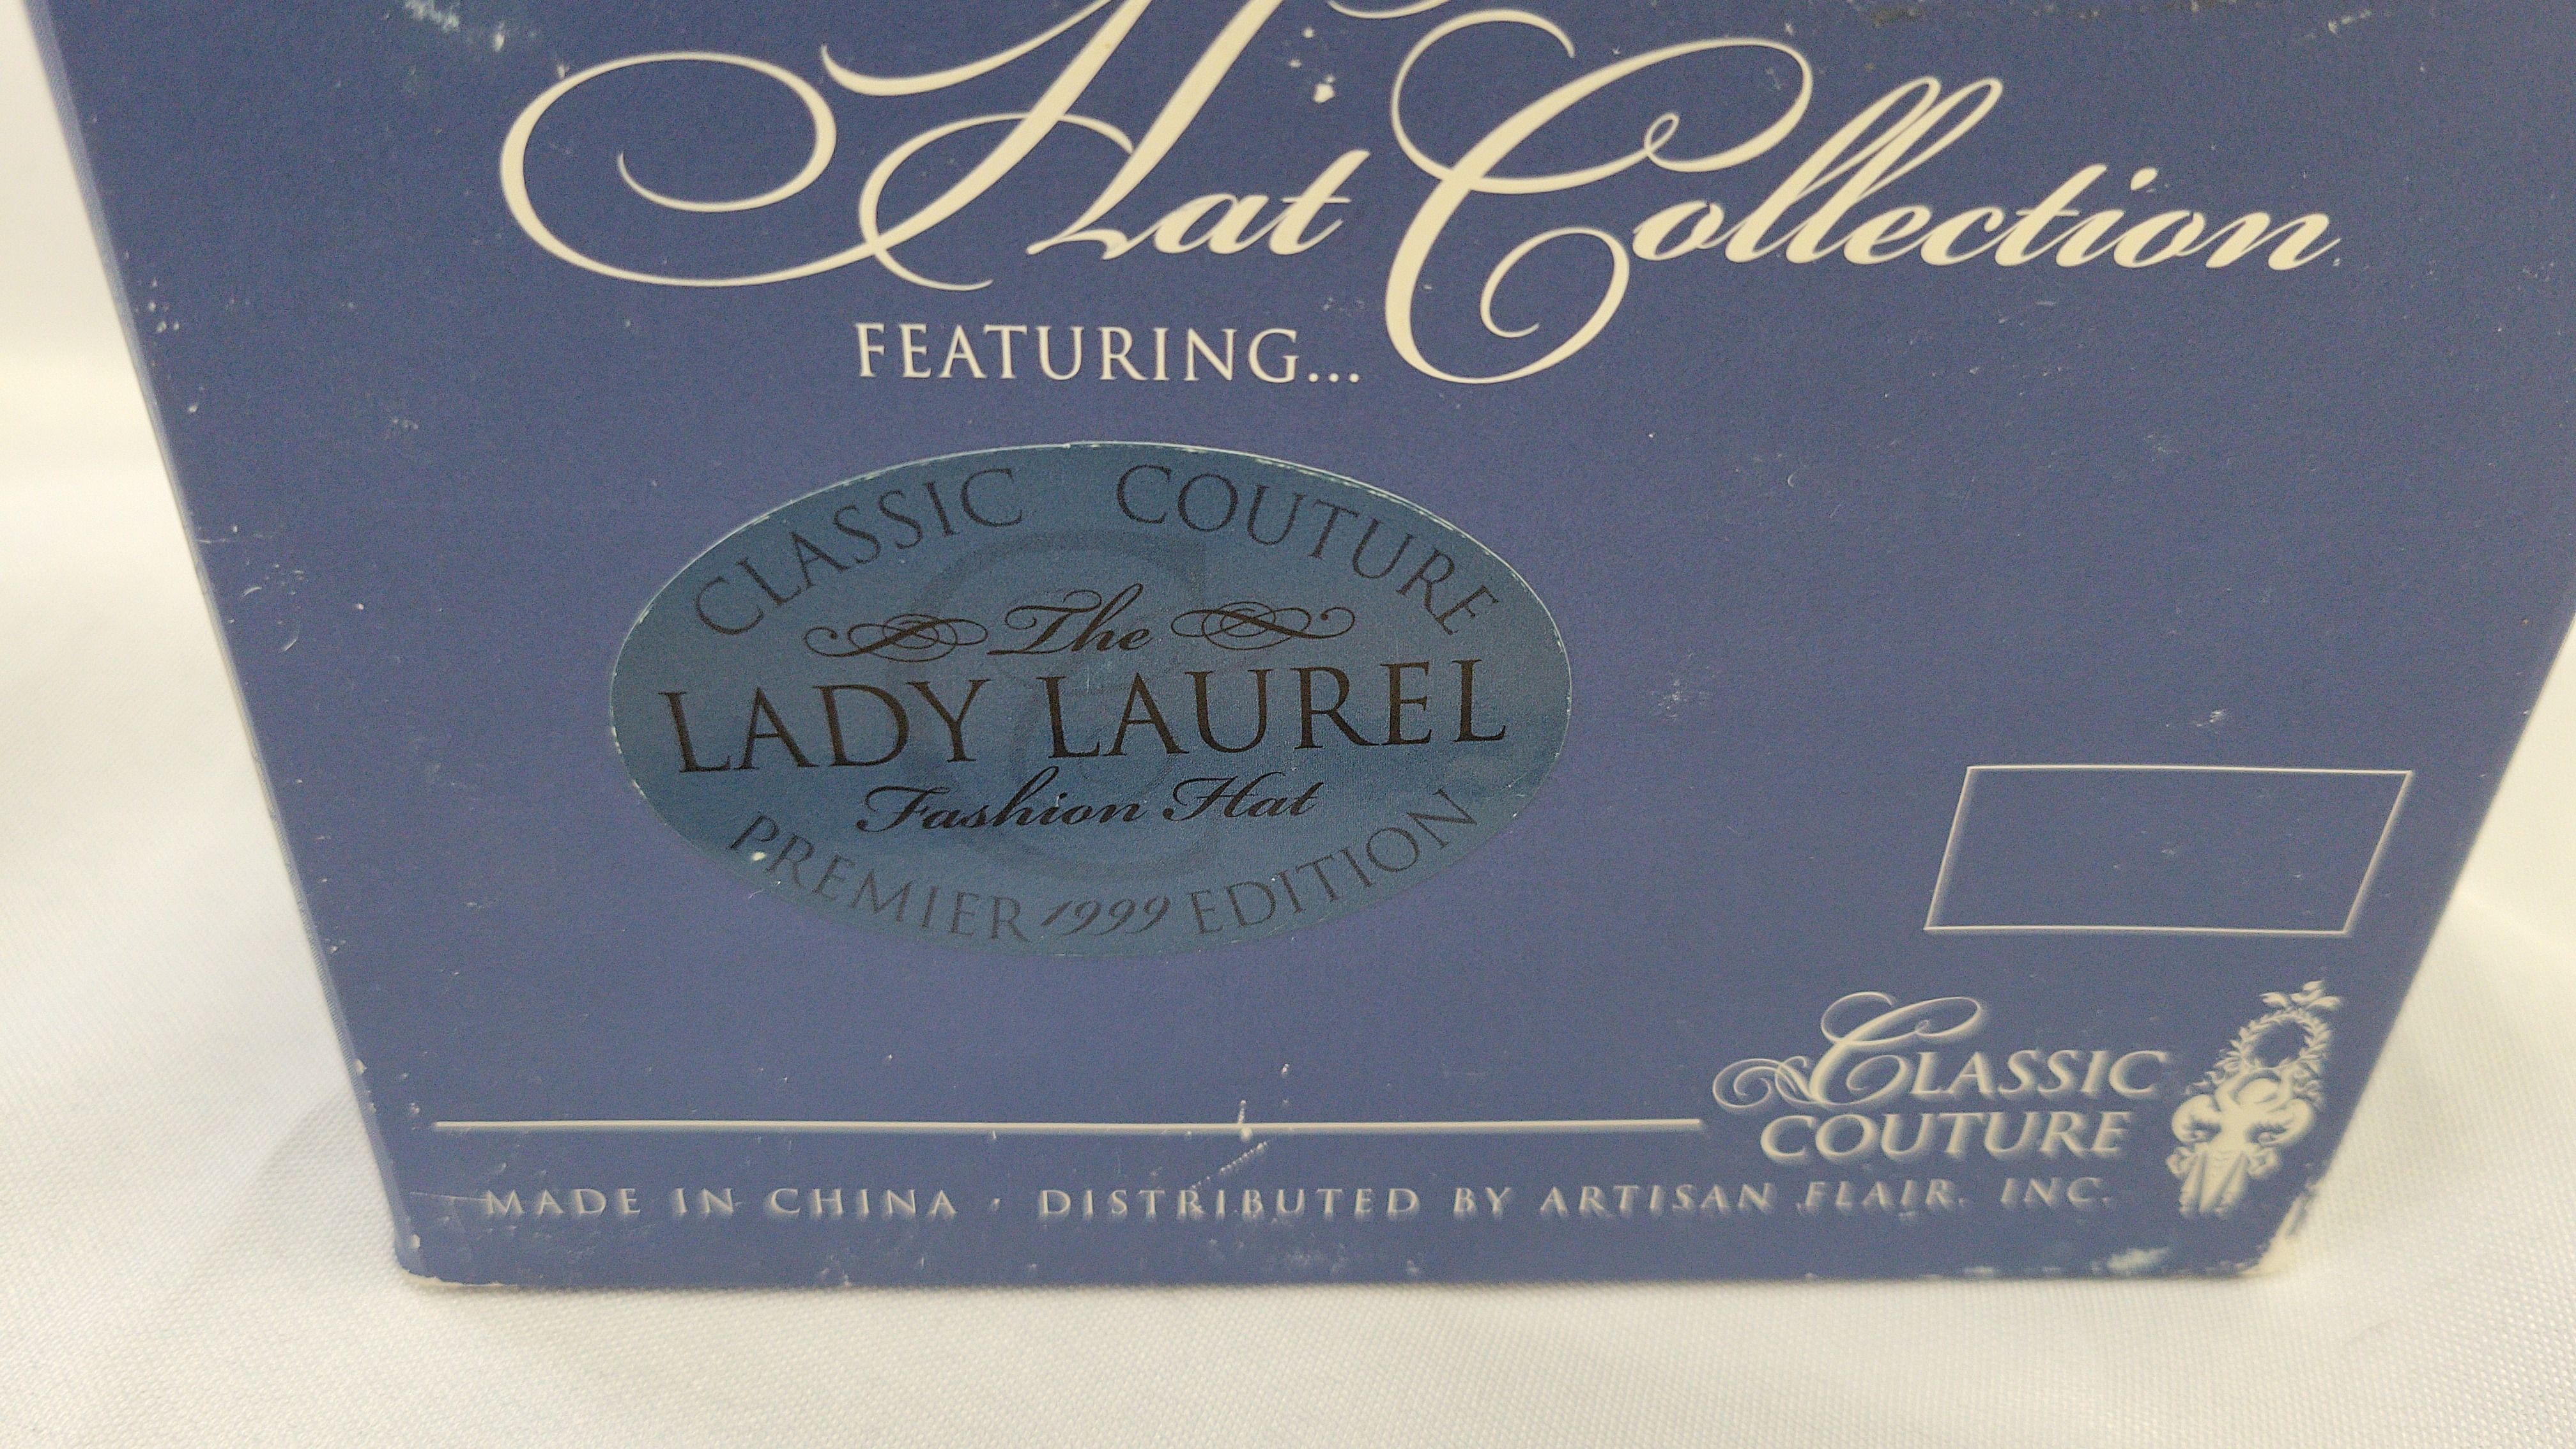 Hat Collection
FEATURING...
CLASSIC COUTURE
The
LADY LAUREL
Fashion Hat
PREMIER 1999 EDITION
CLASSIC
COUTURE
MADE IN CHINA · DISTRIBUTED BY ARTISAN FLAIR, INC.